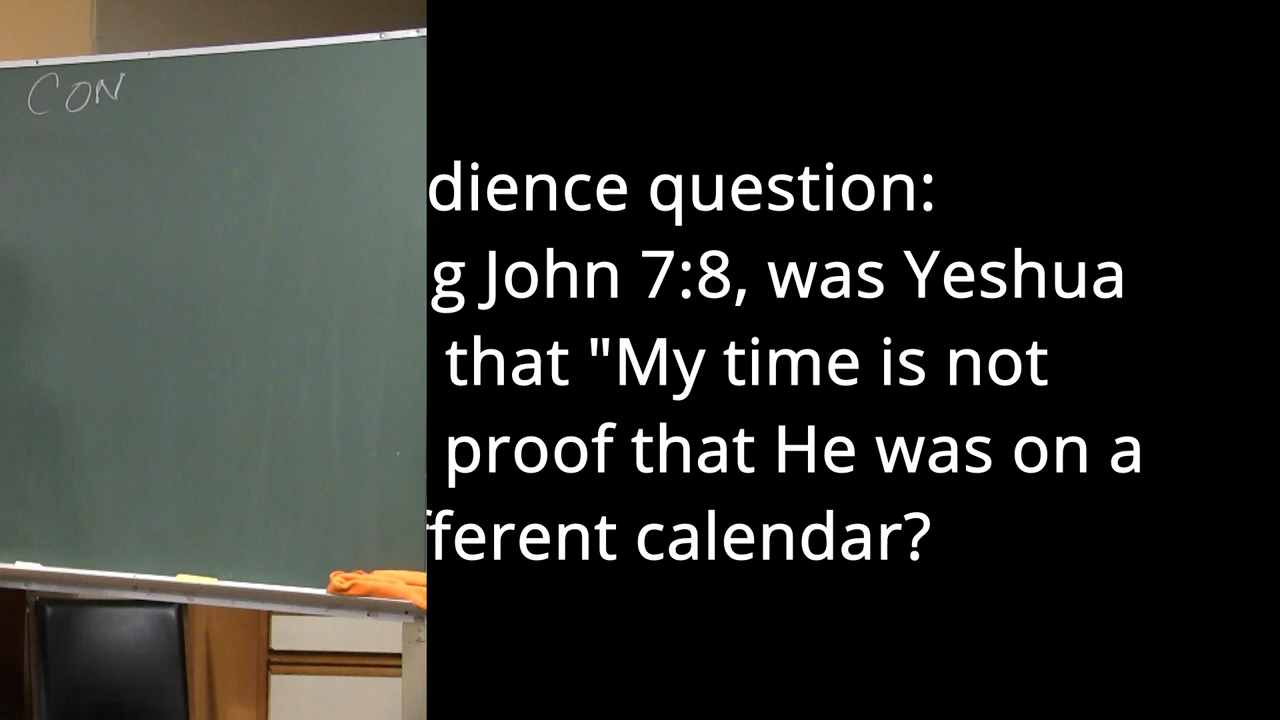 CON
dience question:
g John 7:8, was Yeshua
that "My time is not
proof that He was on a
fferent calendar?